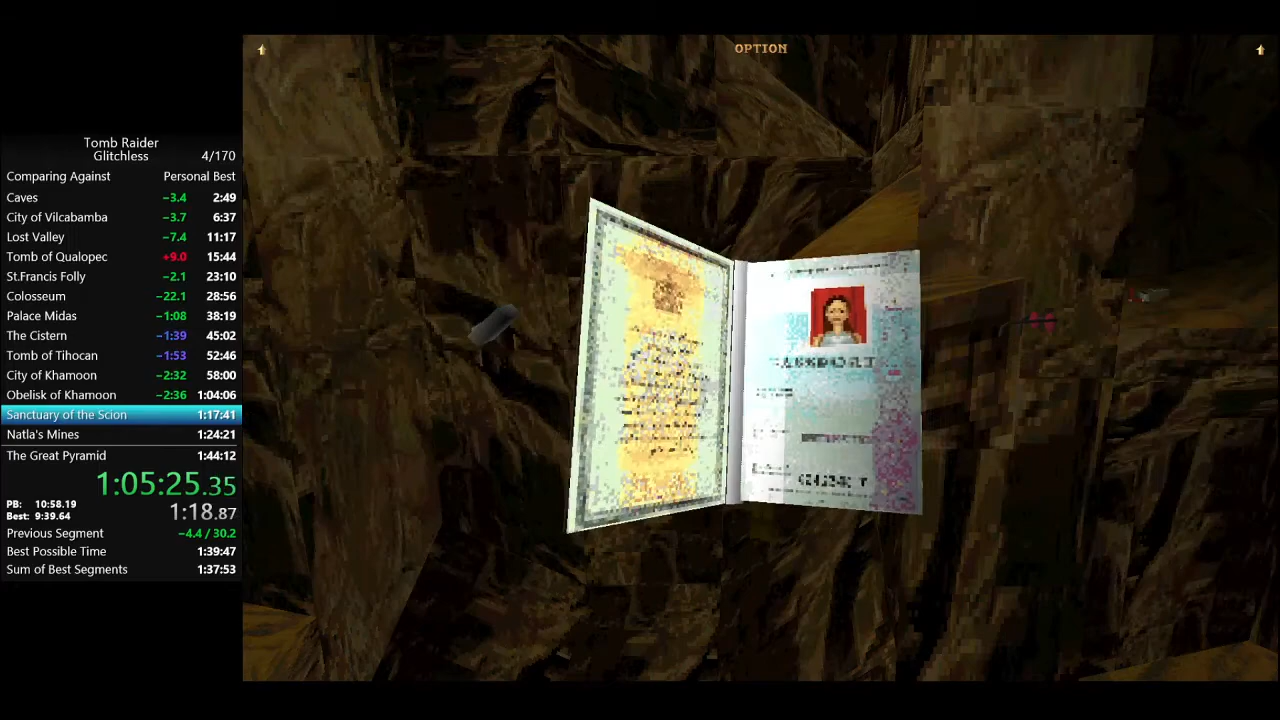 OPTION
Tomb Raider
Glitchless 4/170
Comparing Against Personal Best
Caves −3.4 2:49
City of Vilcabamba −3.7 6:37
Lost Valley −7.4 11:17
Tomb of Qualopec +9.0 15:44
St.Francis Folly −2.1 23:10
Colosseum −22.1 28:56
Palace Midas −1:08 38:19
The Cistern −1:39 45:02
Tomb of Tihocan −1:53 52:46
City of Khamoon −2:32 58:00
Obelisk of Khamoon −2:36 1:04:06
Sanctuary of the Scion 1:17:41
Natla's Mines 1:24:21
The Great Pyramid 1:44:12
1:05:25.35
PB: 10:58.19
Best: 9:39.64 1:18.87
Previous Segment −4.4 / 30.2
Best Possible Time 1:39:47
Sum of Best Segments 1:37:53